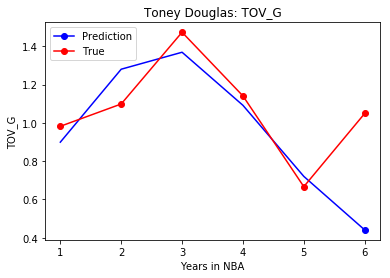 Toney Douglas: TOV_G
Prediction
True
TOV_G
1.4
1.2
1.0
0.8
0.6
0.4
1 2 3 4 5 6
Years in NBA